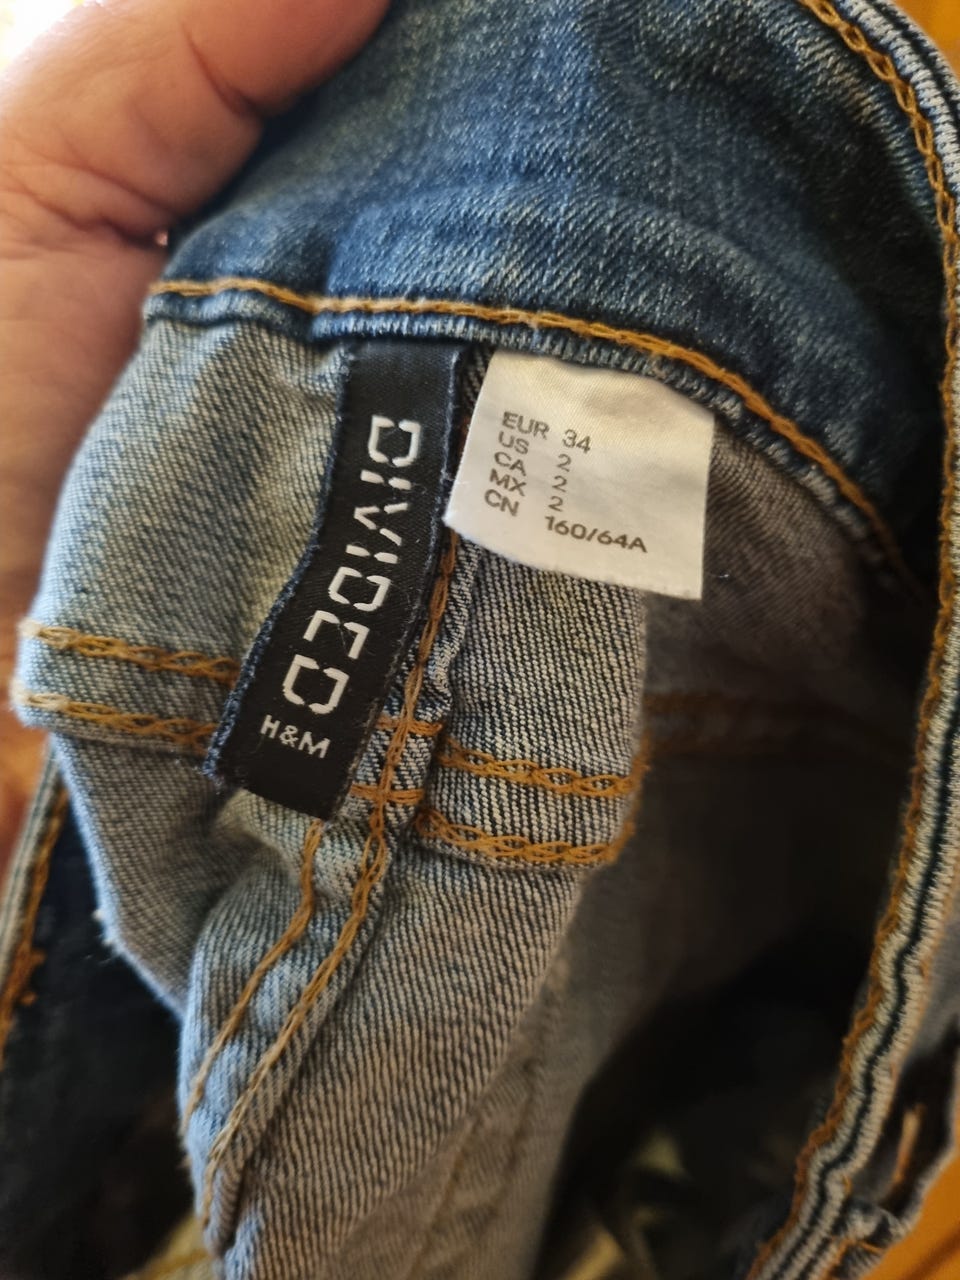 DIVIDED
H&M
EUR 34
US 2
CA 2
MX 2
CN 160/64A